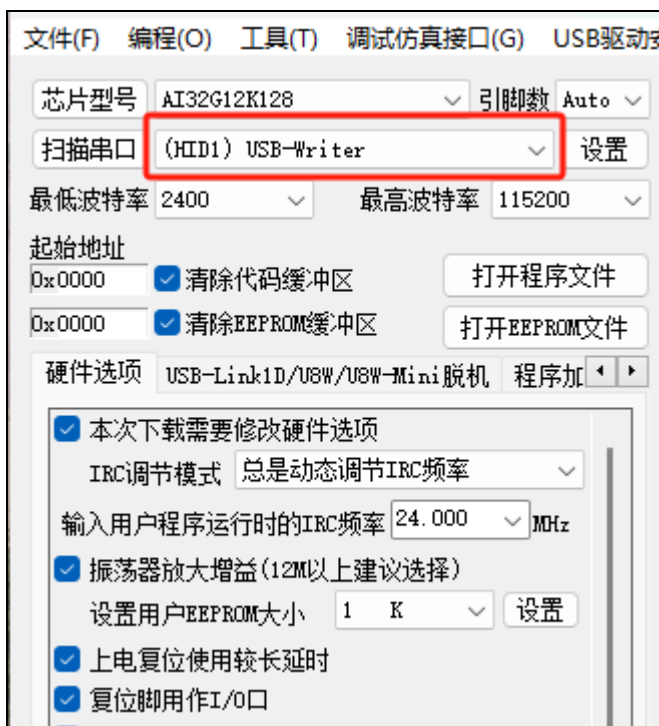 文件(F) 编程(O) 工具(T) 调试仿真接口(G) USB驱动
芯片型号 AI32G12K128 引脚数 Auto
扫描串口 (HID1) USB-Writer 设置
最低波特率 2400 最高波特率 115200
起始地址
0x0000 清除代码缓冲区 打开程序文件
0x0000 清除EEPROM缓冲区 打开EEPROM文件
硬件选项 USB-Link1D/U8W/U8W-Mini脱机 程序加
本次下载需要修改硬件选项
IRC调节模式 总是动态调节IRC频率
输入用户程序运行时的IRC频率 24.000 MHz
振荡器放大增益(12M以上建议选择)
设置用户EEPROM大小 1 K 设置
上电复位使用较长延时
复位脚用作I/O口